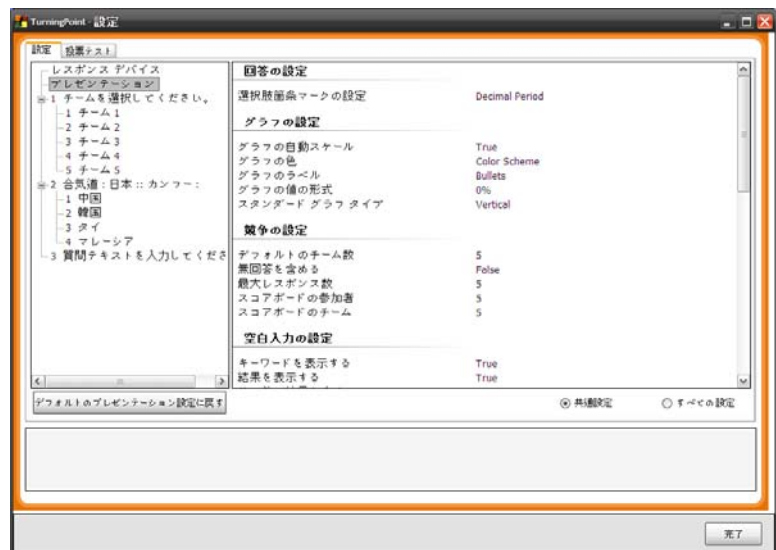 TurningPoint - 設定
設定 投票テスト
レスポンス デバイス
プレゼンテーション
1 チームを選択してください。
1 チーム 1
2 チーム 2
3 チーム 3
4 チーム 4
5 チーム 5
2 合気道：日本 :: カンフー：
1 中国
2 韓国
3 タイ
4 マレーシア
3 質問テキストを入力してくださ
デフォルトのプレゼンテーション設定に戻す
回答の設定
選択肢箇条マークの設定 Decimal Period
グラフの設定
グラフの自動スケール True
グラフの色 Color Scheme
グラフのラベル Bullets
グラフの値の形式 0%
スタンダード グラフ タイプ Vertical
競争の設定
デフォルトのチーム数 5
無回答を含める False
最大レスポンス数 5
スコアボードの参加者 5
スコアボードのチーム 5
空白入力の設定
キーワードを表示する True
結果を表示する True
共通設定 すべての設定
完了